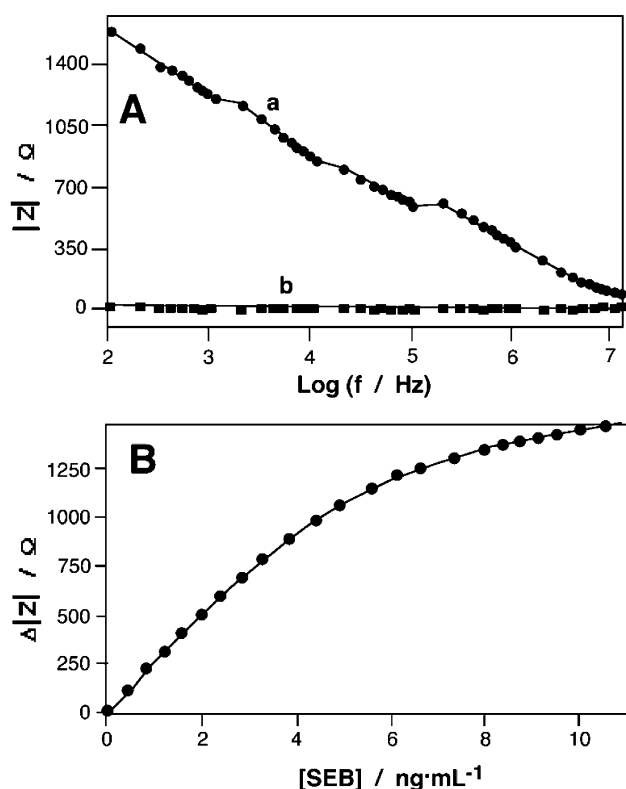 1400
1050
700
350
0
A
a
b
|Z| / Ω
2 3 4 5 6 7
Log (f / Hz)
B
1250
1000
750
500
250
0
Δ|Z| / Ω
0 2 4 6 8 10
[SEB] / ng·mL⁻¹